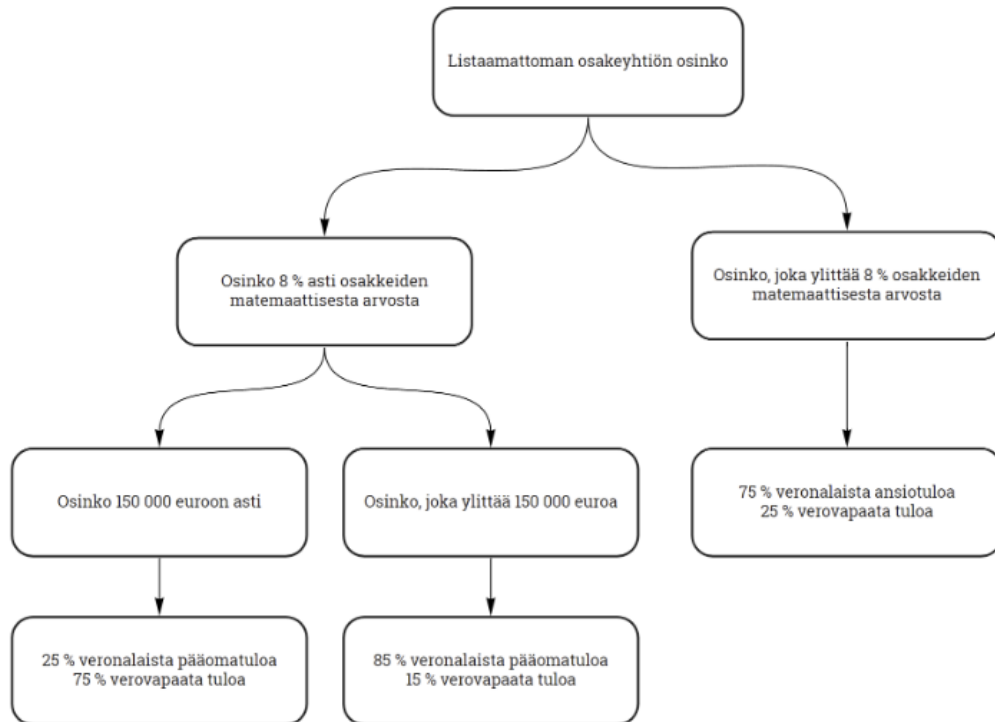 Listaamattoman osakeyhtiön osinko
Osinko 8 % asti osakkeiden
matemaattisesta arvosta
Osinko, joka ylittää 8 % osakkeiden
matemaattisesta arvosta
Osinko 150 000 euroon asti
Osinko, joka ylittää 150 000 euroa
75 % veronalaista ansiotuloa
25 % verovapaata tuloa
25 % veronalaista pääomatuloa
75 % verovapaata tuloa
85 % veronalaista pääomatuloa
15 % verovapaata tuloa